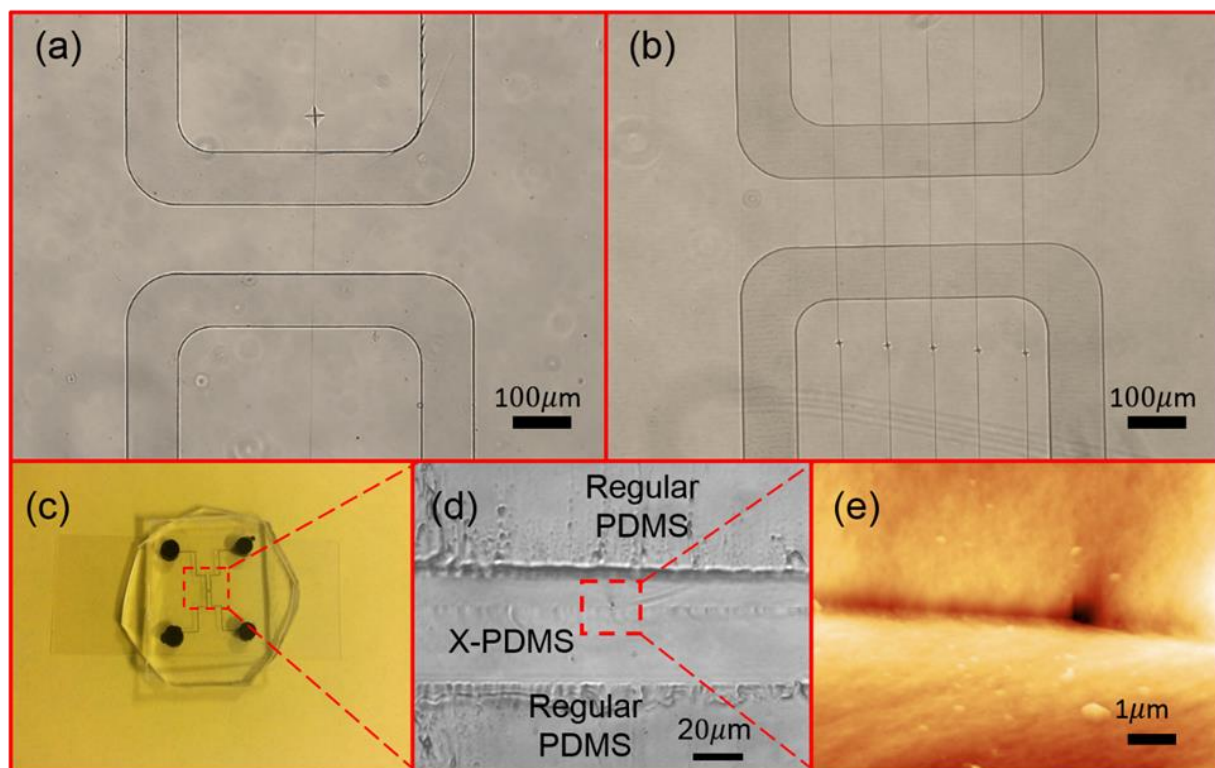 (a)
(b)
100μm
100μm
(c)
(d)
Regular
PDMS
X-PDMS
Regular
PDMS
20μm
(e)
1μm